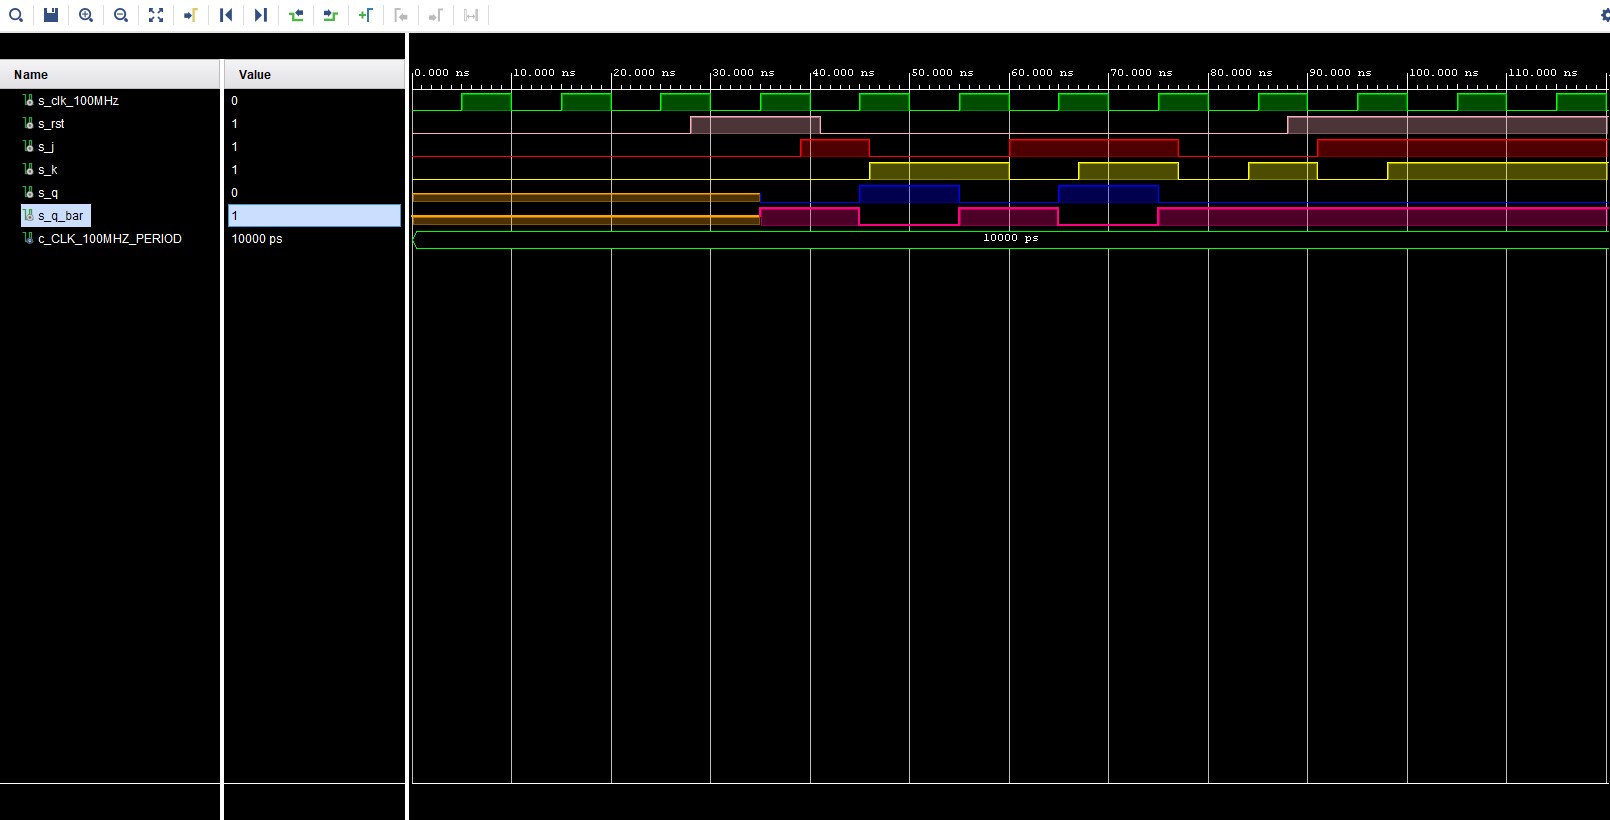 Name Value
0.000 ns 10.000 ns 20.000 ns 30.000 ns 40.000 ns 50.000 ns 60.000 ns 70.000 ns 80.000 ns 90.000 ns 100.000 ns 110.000 ns
s_clk_100MHz 0
s_rst 1
s_j 1
s_k 1
s_q 0
s_q_bar 1
c_CLK_100MHZ_PERIOD 10000 ps 10000 ps